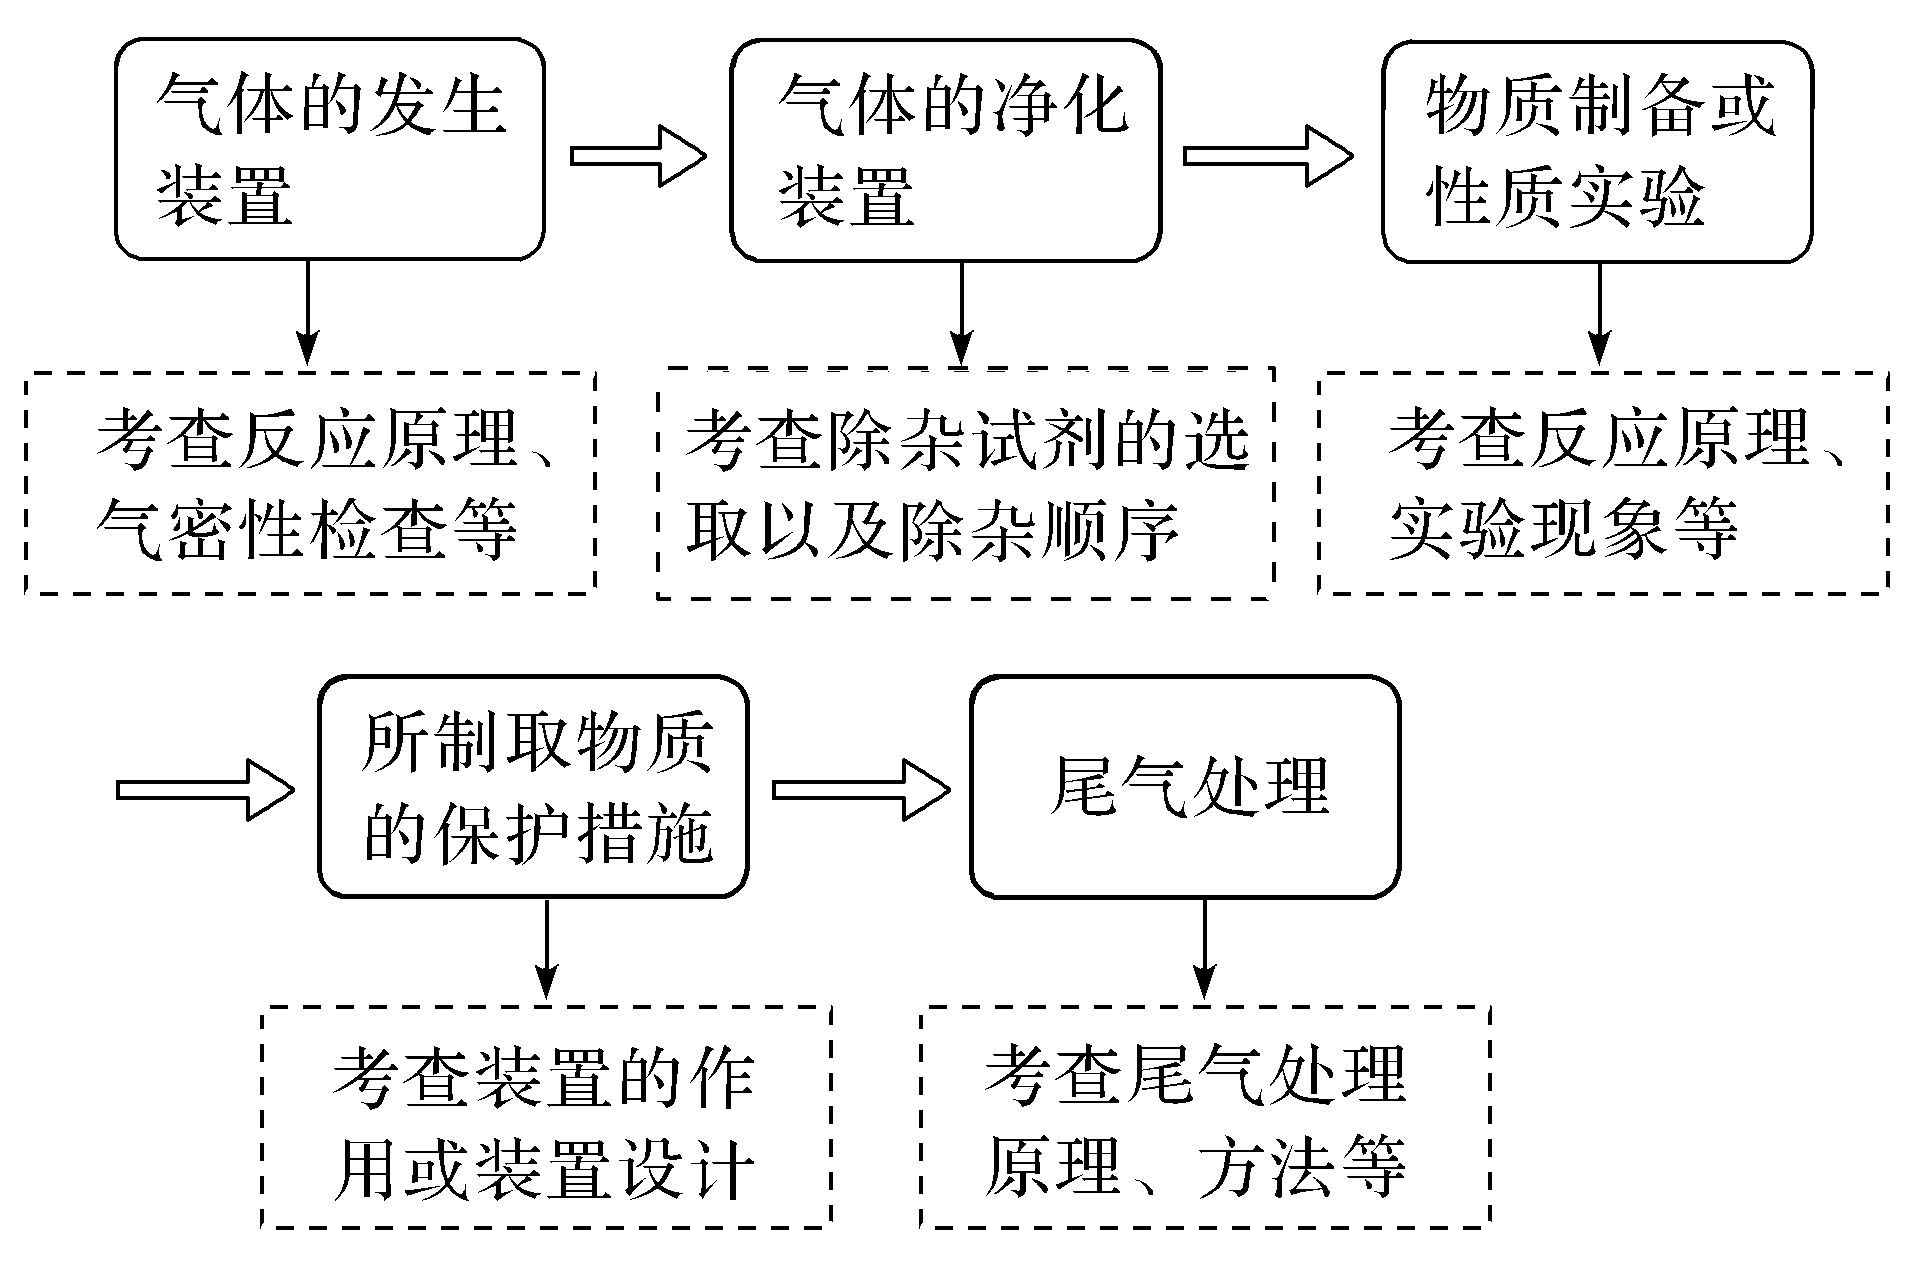 气体的发生
装置
气体的净化
装置
物质制备或
性质实验
考查反应原理、
气密性检查等
考查除杂试剂的选
取以及除杂顺序
考查反应原理、
实验现象等
所制取物质
的保护措施
尾气处理
考查装置的作
用或装置设计
考查尾气处理
原理、方法等